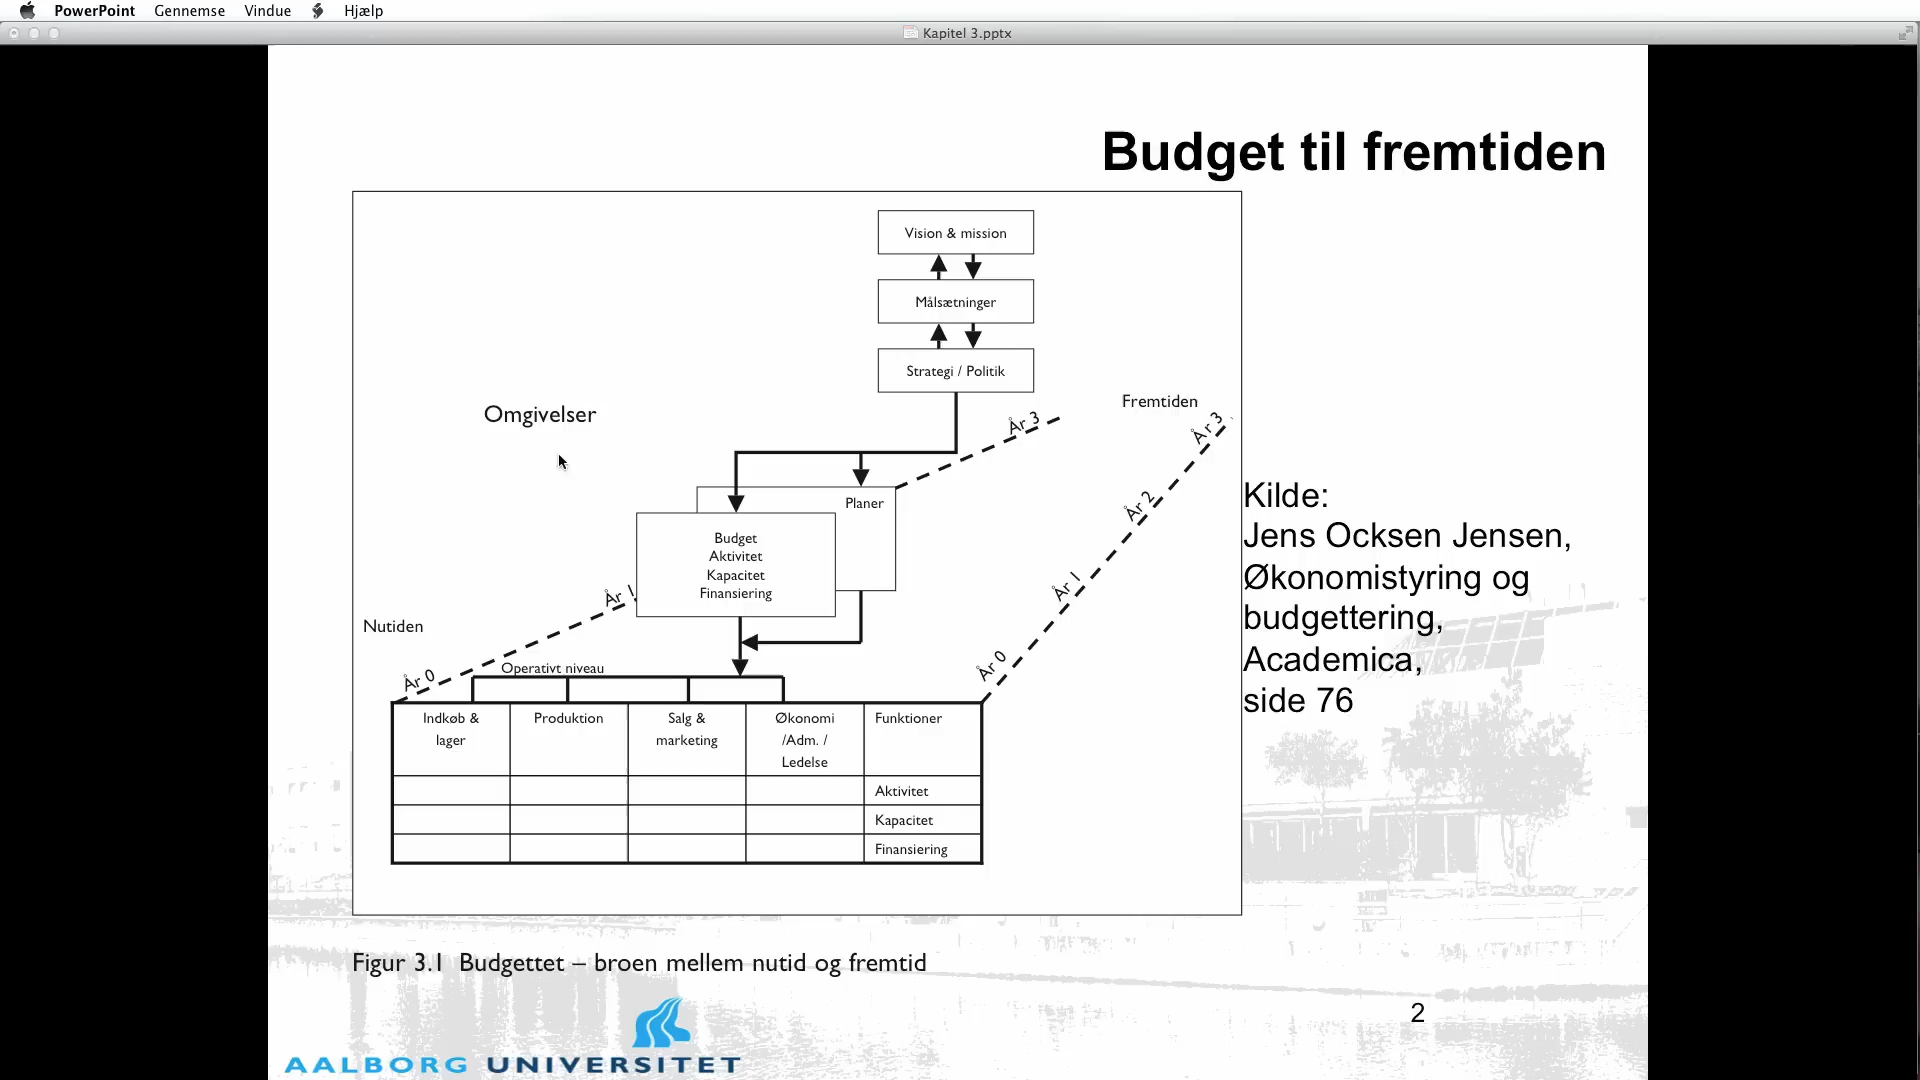 PowerPoint Gennemse Vindue Hjælp
Kapitel 3.pptx
Budget til fremtiden
Vision & mission
Målsætninger
Strategi / Politik
Omgivelser
Fremtiden
År 3
År 3
År 2
År 1
År 0
Planer
Budget
Aktivitet
Kapacitet
Finansiering
År 1
Nutiden
År 0
Operativt niveau
Indkøb &
lager
Produktion
Salg &
marketing
Økonomi
/Adm. /
Ledelse
Funktioner
Aktivitet
Kapacitet
Finansiering
Kilde:
Jens Ocksen Jensen,
Økonomistyring og
budgettering,
Academica,
side 76
Figur 3.1 Budgettet – broen mellem nutid og fremtid
2
AALBORG UNIVERSITET